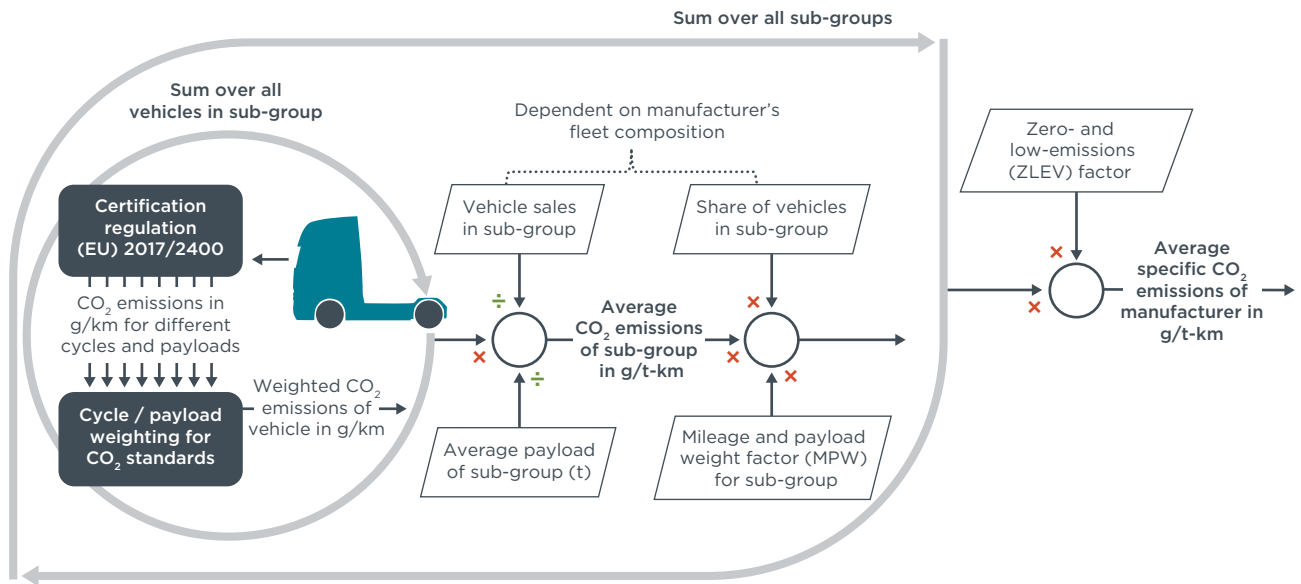 Sum over all sub-groups
Sum over all
vehicles in sub-group
Dependent on manufacturer’s
fleet composition
Zero- and
low-emissions
(ZLEV) factor
Certification
regulation
(EU) 2017/2400
Vehicle sales
in sub-group
Share of vehicles
in sub-group
CO₂ emissions in
g/km for different
cycles and payloads
÷
×
×
÷
Average
CO₂ emissions
of sub-group
in g/t-km
×
×
×
×
×
Average
specific CO₂
emissions of
manufacturer in
g/t-km
Cycle / payload
weighting for
CO₂ standards
Weighted CO₂
emissions of
vehicle in g/km
Average payload
of sub-group (t)
Mileage and payload
weight factor (MPW)
for sub-group